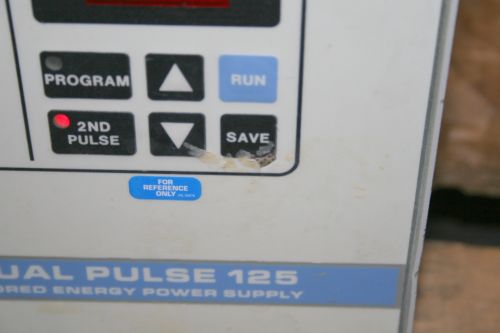 PROGRAM
RUN
2ND
PULSE
SAVE
FOR
REFERENCE
ONLY
UAL PULSE 125
ORED ENERGY POWER SUPPLY